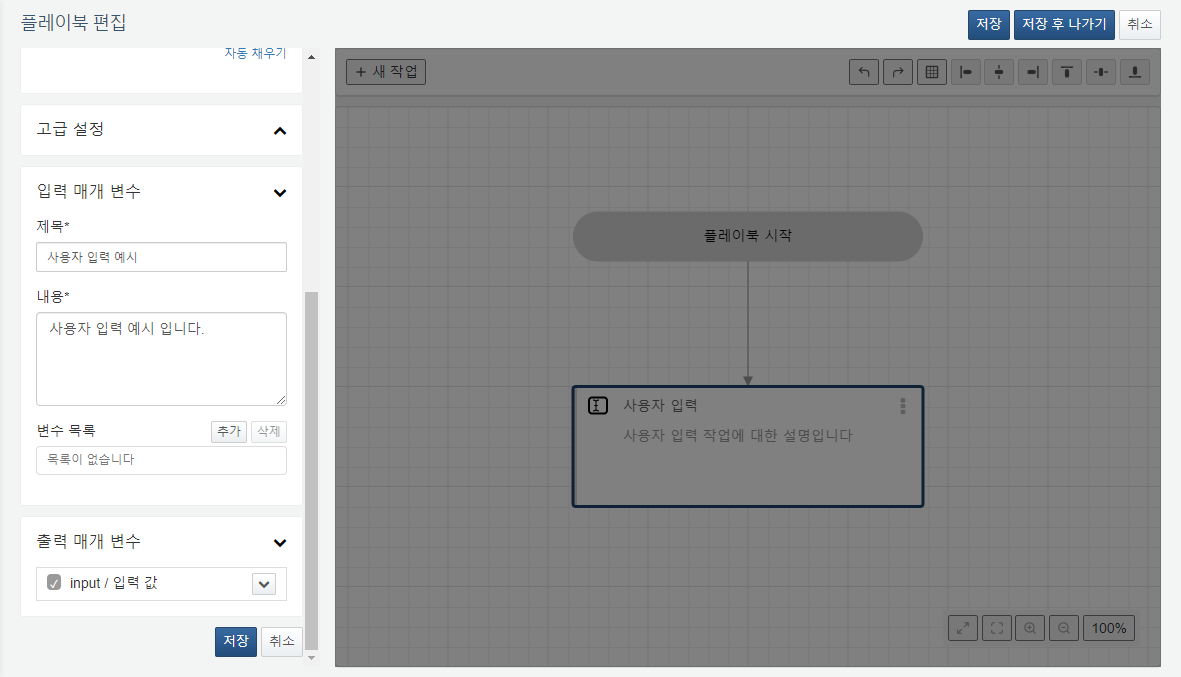 플레이북 편집
저장
저장 후 나가기
취소
자동 채우기
고급 설정
입력 매개 변수
제목*
사용자 입력 예시
내용*
사용자 입력 예시 입니다.
변수 목록
추가
삭제
목록이 없습니다
출력 매개 변수
input / 입력 값
저장
취소
+ 새 작업
플레이북 시작
사용자 입력
사용자 입력 작업에 대한 설명입니다
100%